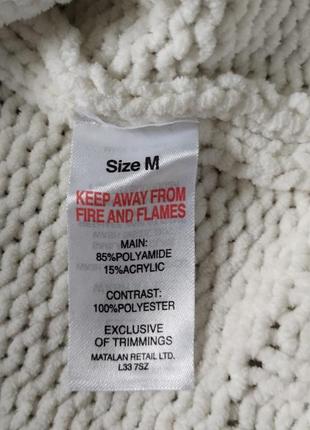 Size M
KEEP AWAY FROM
FIRE AND FLAMES
MAIN:
85%POLYAMIDE
15%ACRYLIC
CONTRAST:
100%POLYESTER
EXCLUSIVE
OF TRIMMINGS
MATALAN RETAIL LTD.
L33 7SZ